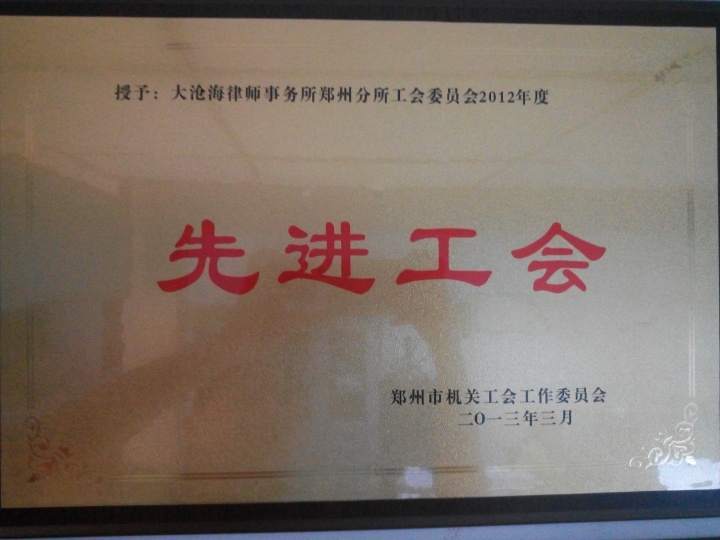 授予：大沧海律师事务所郑州分所工会委员会2012年度
先进工会
郑州市机关工会工作委员会
二O一三年三月